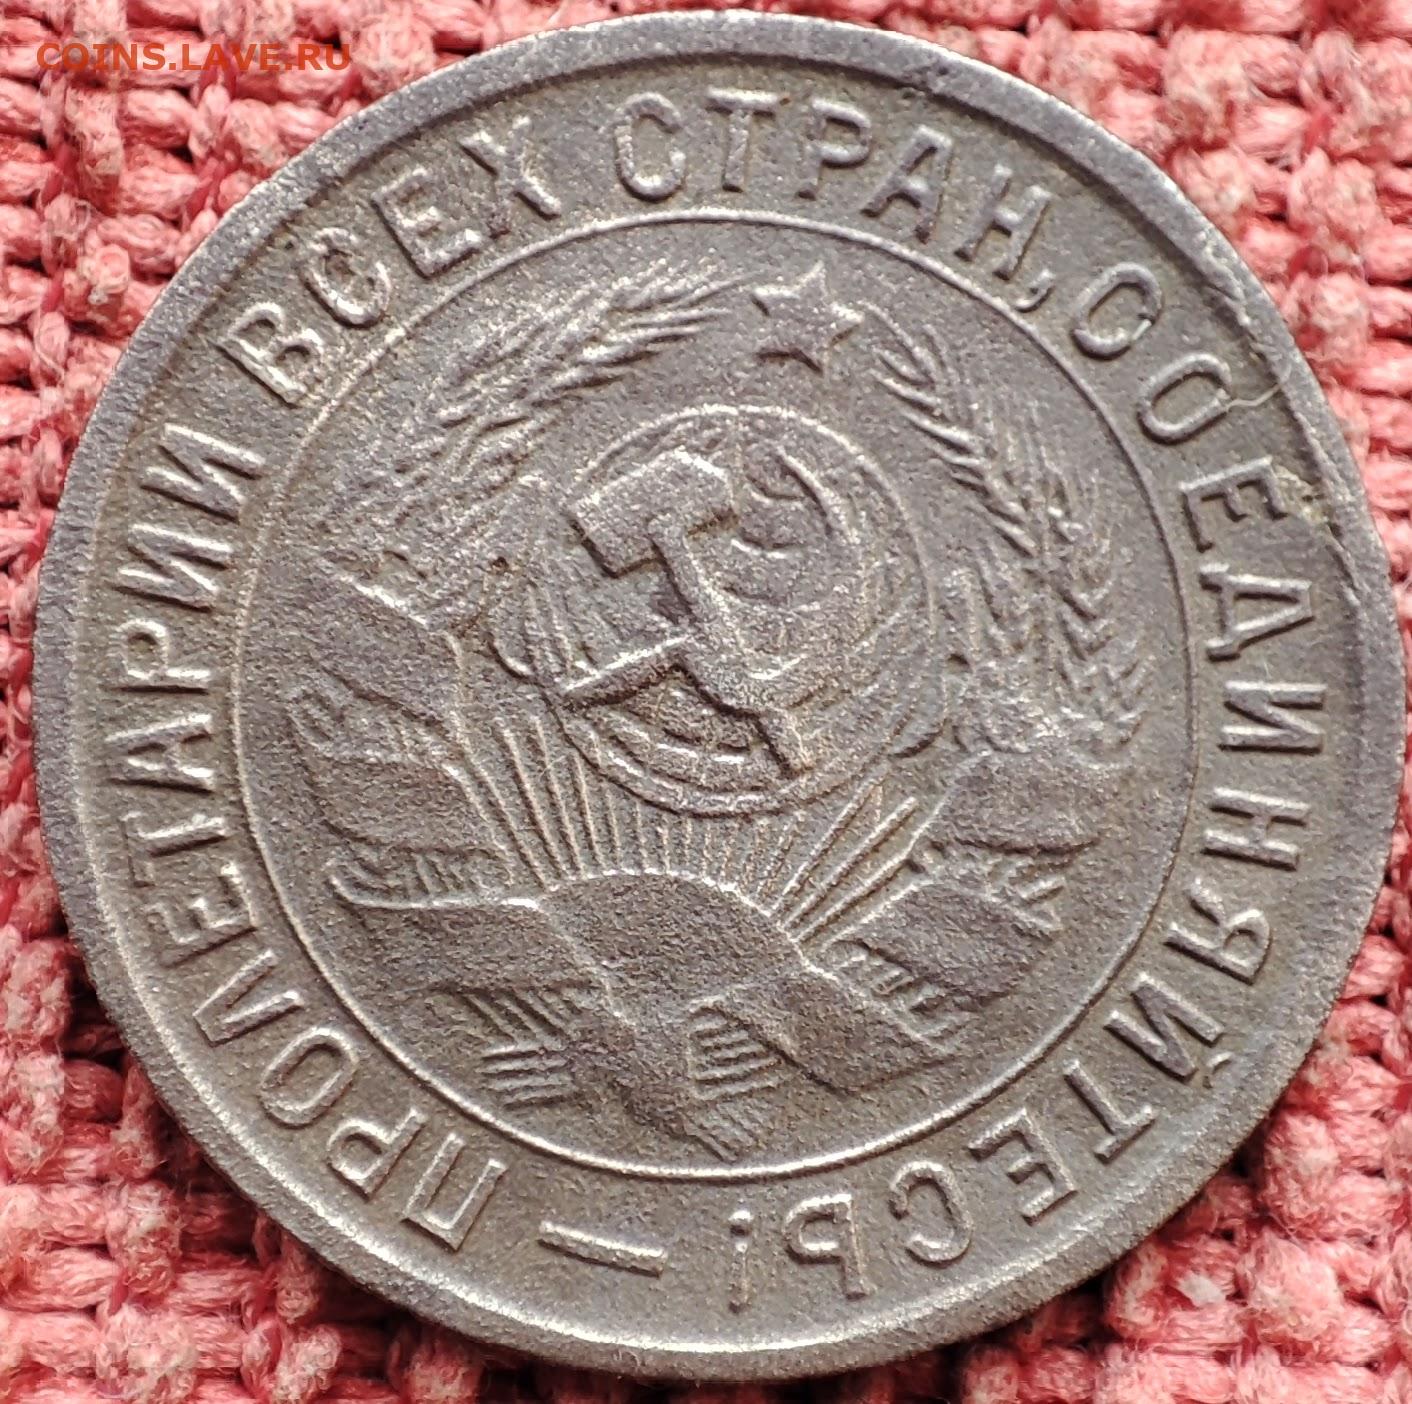 COINS.LAVE.RU
ПРОЛЕТАРИИ ВСЕХ СТРАН, СОЕДИНЯЙТЕСЬ! —